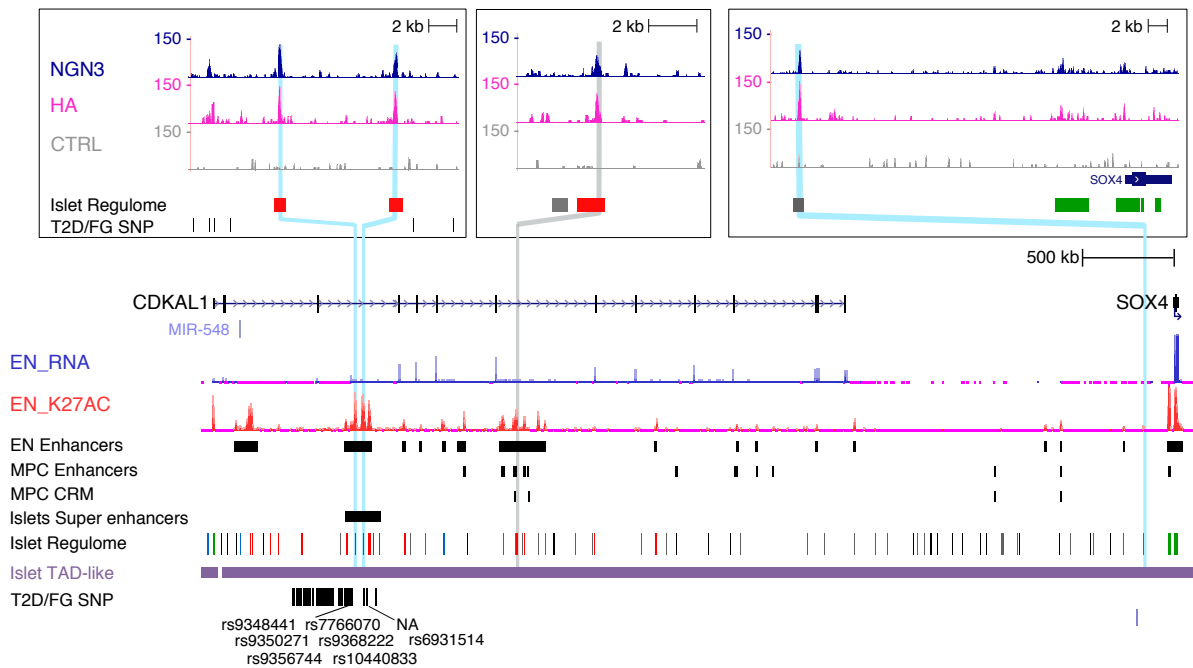 2 kb
2 kb
2 kb
150
150
150
NGN3
150
150
150
HA
150
150
150
CTRL
SOX4
Islet Regulome
T2D/FG SNP
500 kb
CDKAL1
SOX4
MIR-548
EN_RNA
EN_K27AC
EN Enhancers
MPC Enhancers
MPC CRM
Islets Super enhancers
Islet Regulome
Islet TAD-like
T2D/FG SNP
rs9348441 rs7766070 NA
rs9350271 rs9368222 rs6931514
rs9356744 rs10440833